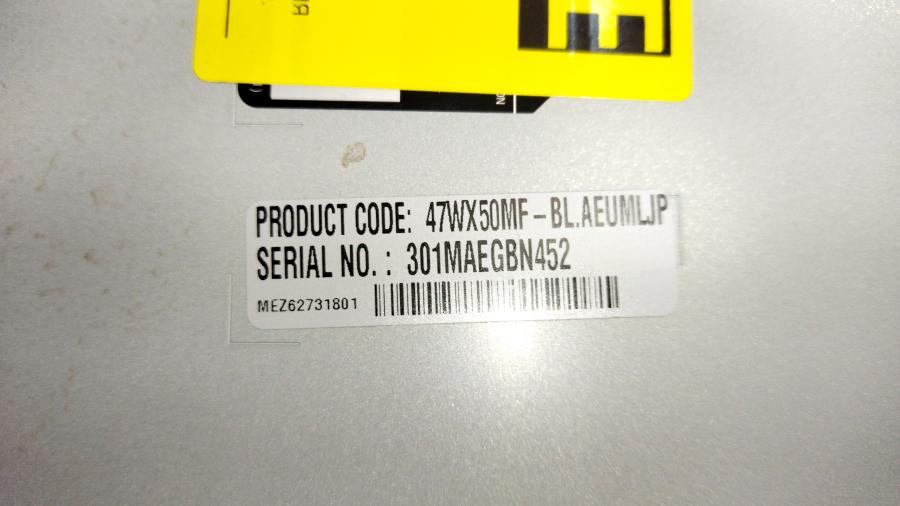 PRODUCT CODE: 47WX50MF-BL.AEUMLJP
SERIAL NO. : 301MAEGBN452
MEZ62731801